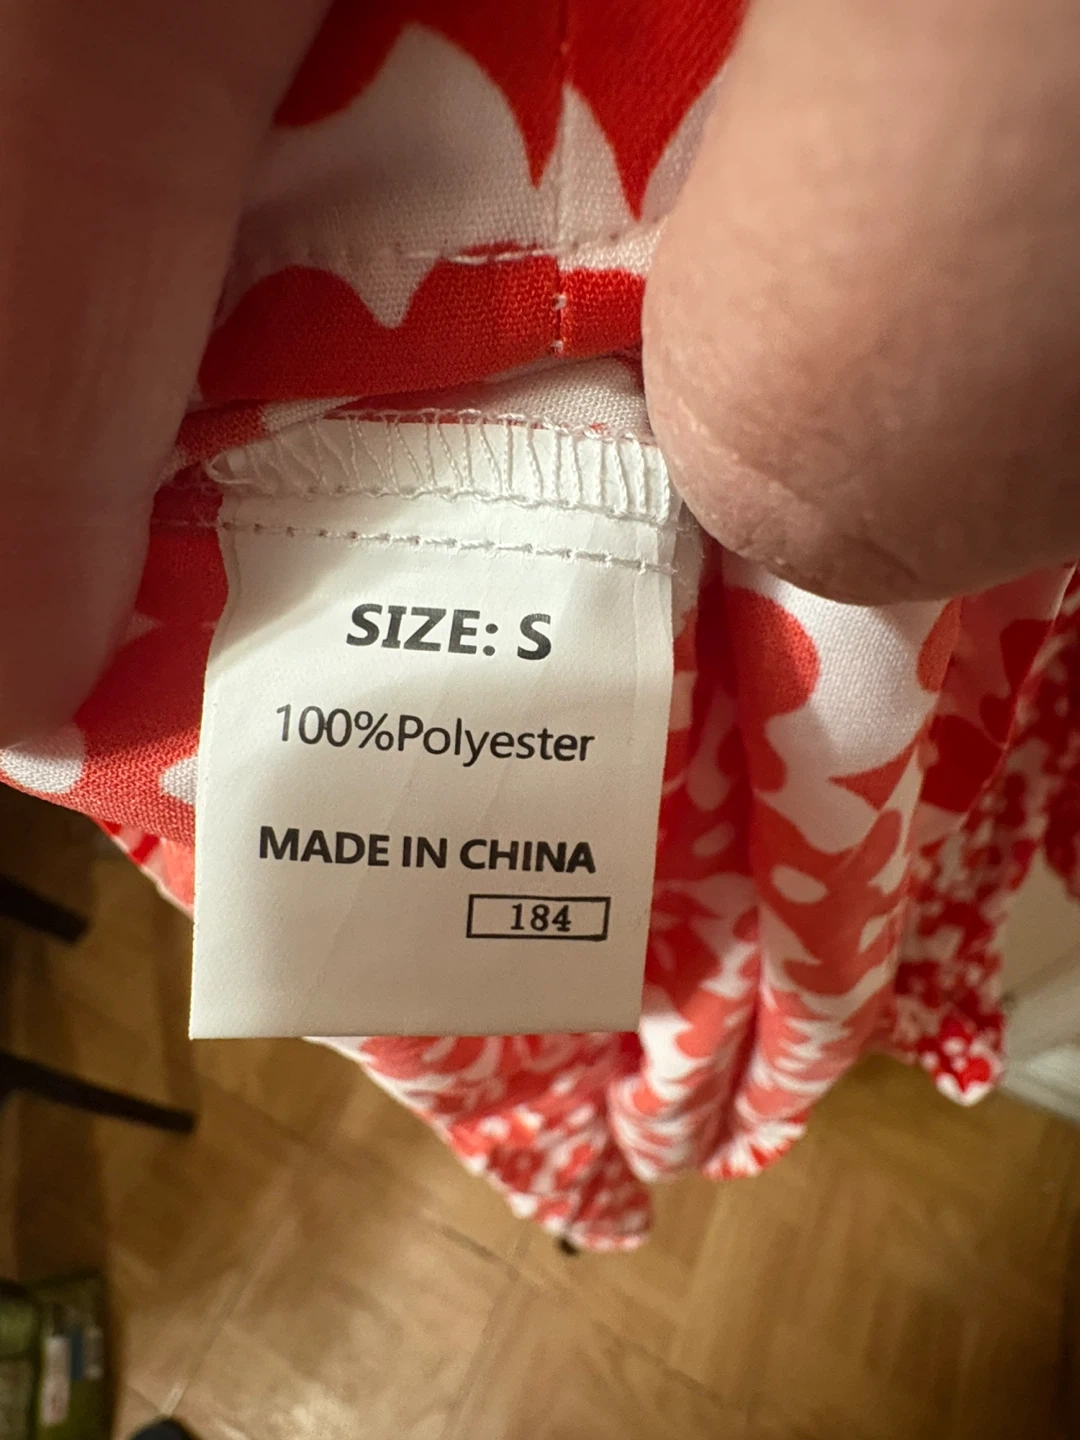 SIZE: S
100%Polyester
MADE IN CHINA
184